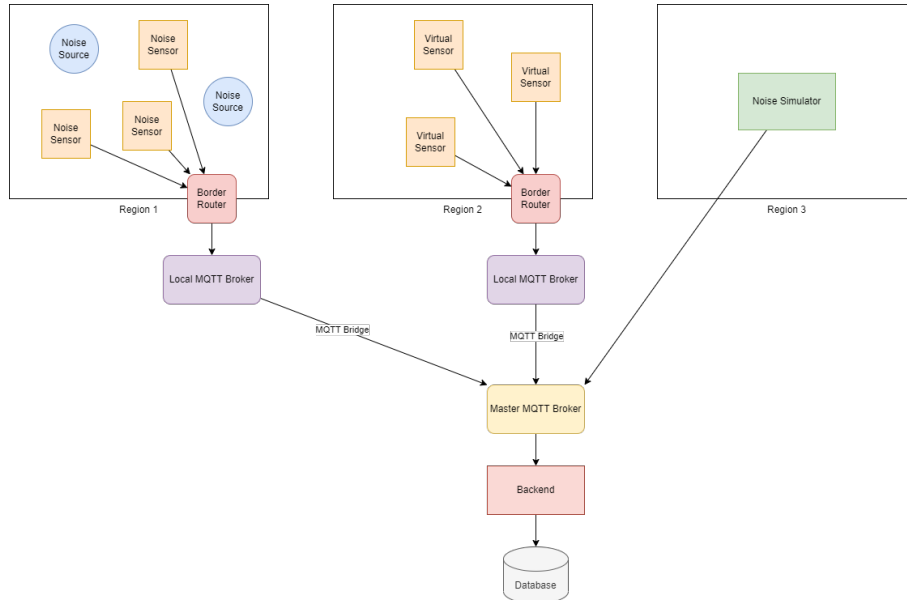 Noise
Source
Noise
Sensor
Noise
Source
Noise
Sensor
Noise
Sensor
Border
Router
Region 1
Virtual
Sensor
Virtual
Sensor
Virtual
Sensor
Border
Router
Region 2
Noise Simulator
Region 3
Local MQTT Broker
Local MQTT Broker
MQTT Bridge
MQTT Bridge
Master MQTT Broker
Backend
Database